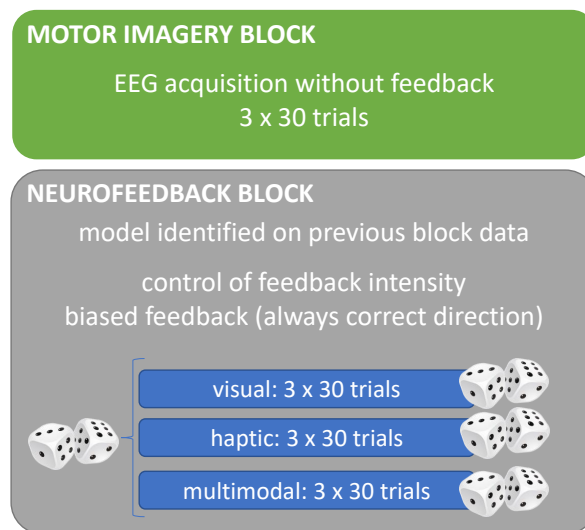 MOTOR IMAGERY BLOCK
EEG acquisition without feedback
3 x 30 trials
NEUROFEEDBACK BLOCK
model identified on previous block data
control of feedback intensity
biased feedback (always correct direction)
visual: 3 x 30 trials
haptic: 3 x 30 trials
multimodal: 3 x 30 trials